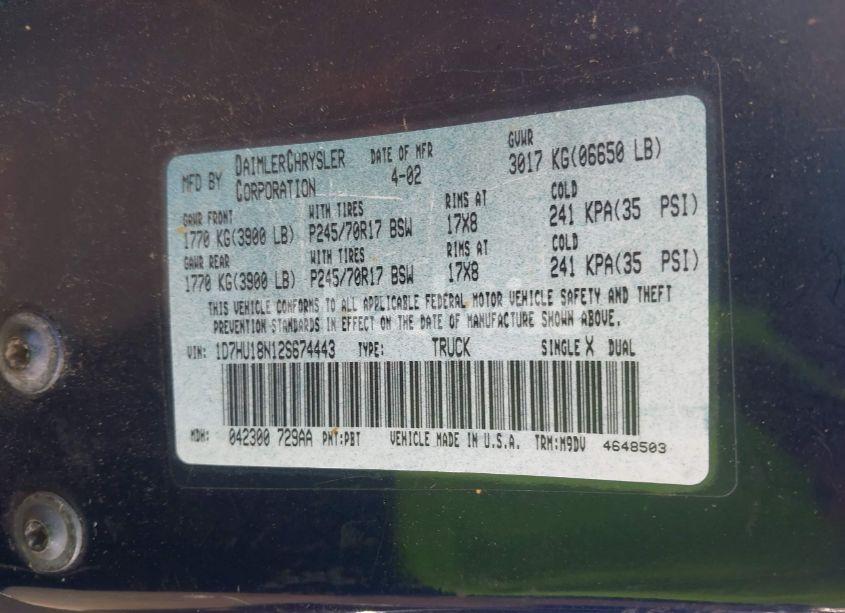 MFD BY DAIMLERCHRYSLER CORPORATION DATE OF MFR 4-02 GVWR 3017 KG(06650 LB)
GAWR FRONT WITH TIRES RIMS AT COLD
1770 KG(3900 LB) P245/70R17 BSW 17X8 241 KPA(35 PSI)
GAWR REAR WITH TIRES RIMS AT COLD
1770 KG(3900 LB) P245/70R17 BSW 17X8 241 KPA(35 PSI)
THIS VEHICLE CONFORMS TO ALL APPLICABLE FEDERAL MOTOR VEHICLE SAFETY AND THEFT
PREVENTION STANDARDS IN EFFECT ON THE DATE OF MANUFACTURE SHOWN ABOVE.
VIN: 1D7HU18N12S674443 TYPE: TRUCK SINGLE X DUAL
MDH: 042300 729AA PNT:PBT VEHICLE MADE IN U.S.A. TRM:M9DV 4648503